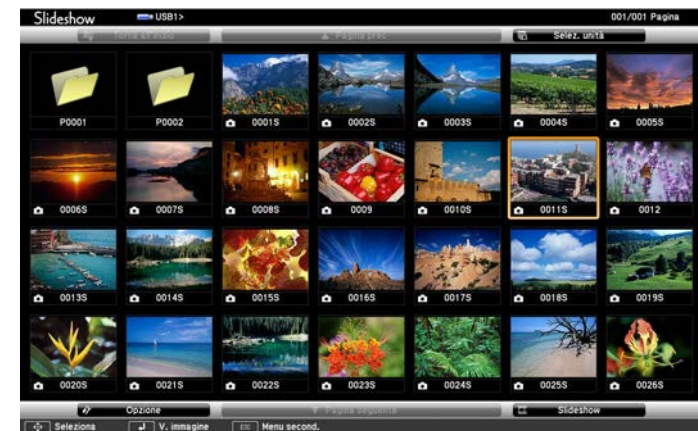 Slideshow USB1> 001/001 Pagina
Torna all'inizio Pagina prec Selez. unità
P0001 P0002 0001S 0002S 0003S 0004S 0005S
0006S 0007S 0008S 0009 0010S 0011S 0012
0013S 0014S 0015S 0016S 0017S 0018S 0019S
0020S 0021S 0022S 0023S 0024S 0025S 0026S
Opzione Pagina seguente Slideshow
Seleziona V. immagine Esc Menu second.